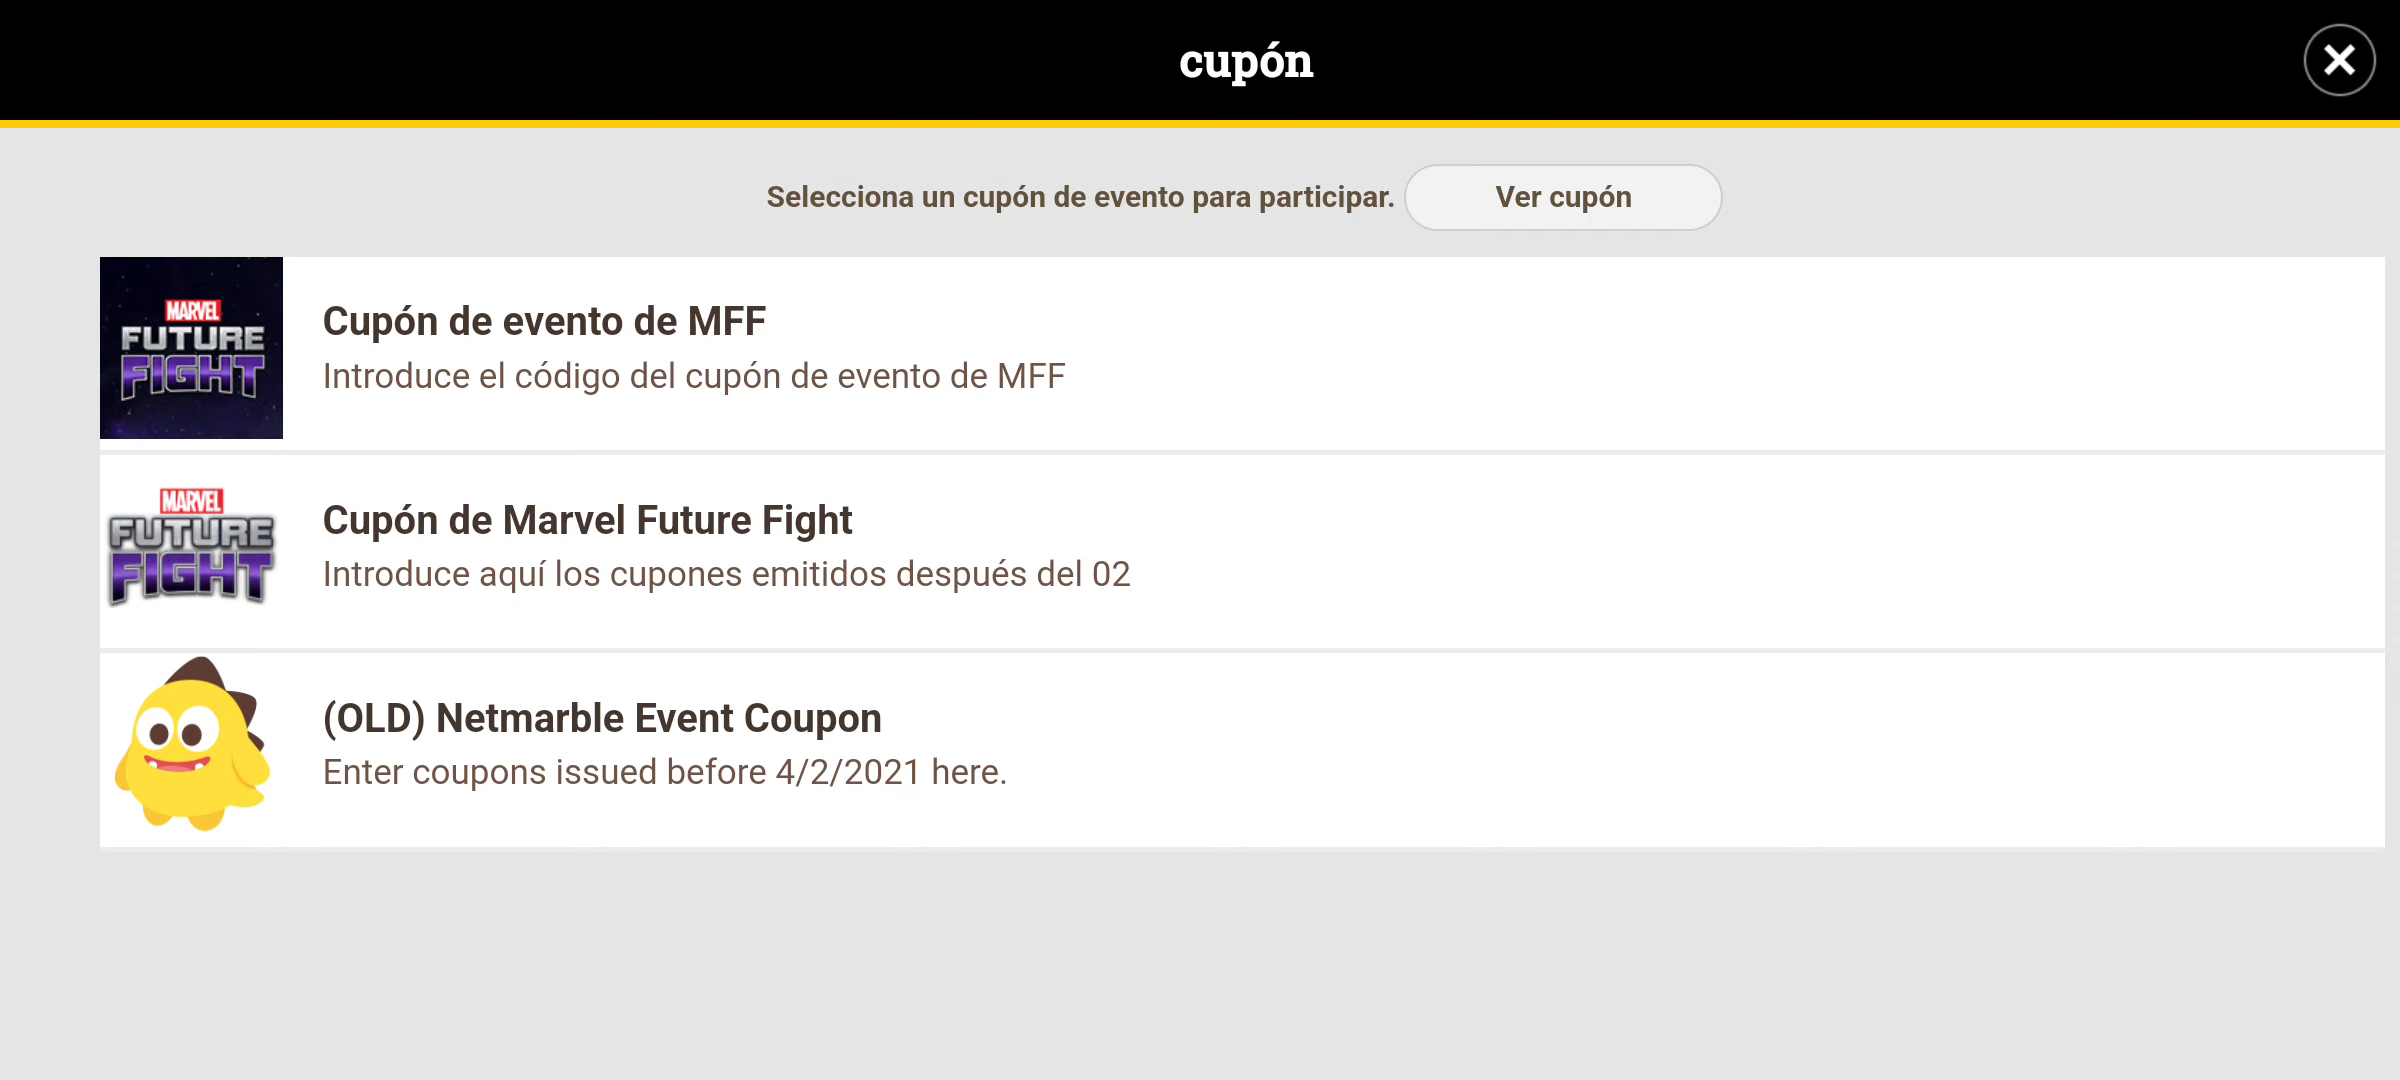 cupón
Selecciona un cupón de evento para participar. Ver cupón
MARVEL
FUTURE
FIGHT
Cupón de evento de MFF
Introduce el código del cupón de evento de MFF
MARVEL
FUTURE
FIGHT
Cupón de Marvel Future Fight
Introduce aquí los cupones emitidos después del 02
(OLD) Netmarble Event Coupon
Enter coupons issued before 4/2/2021 here.